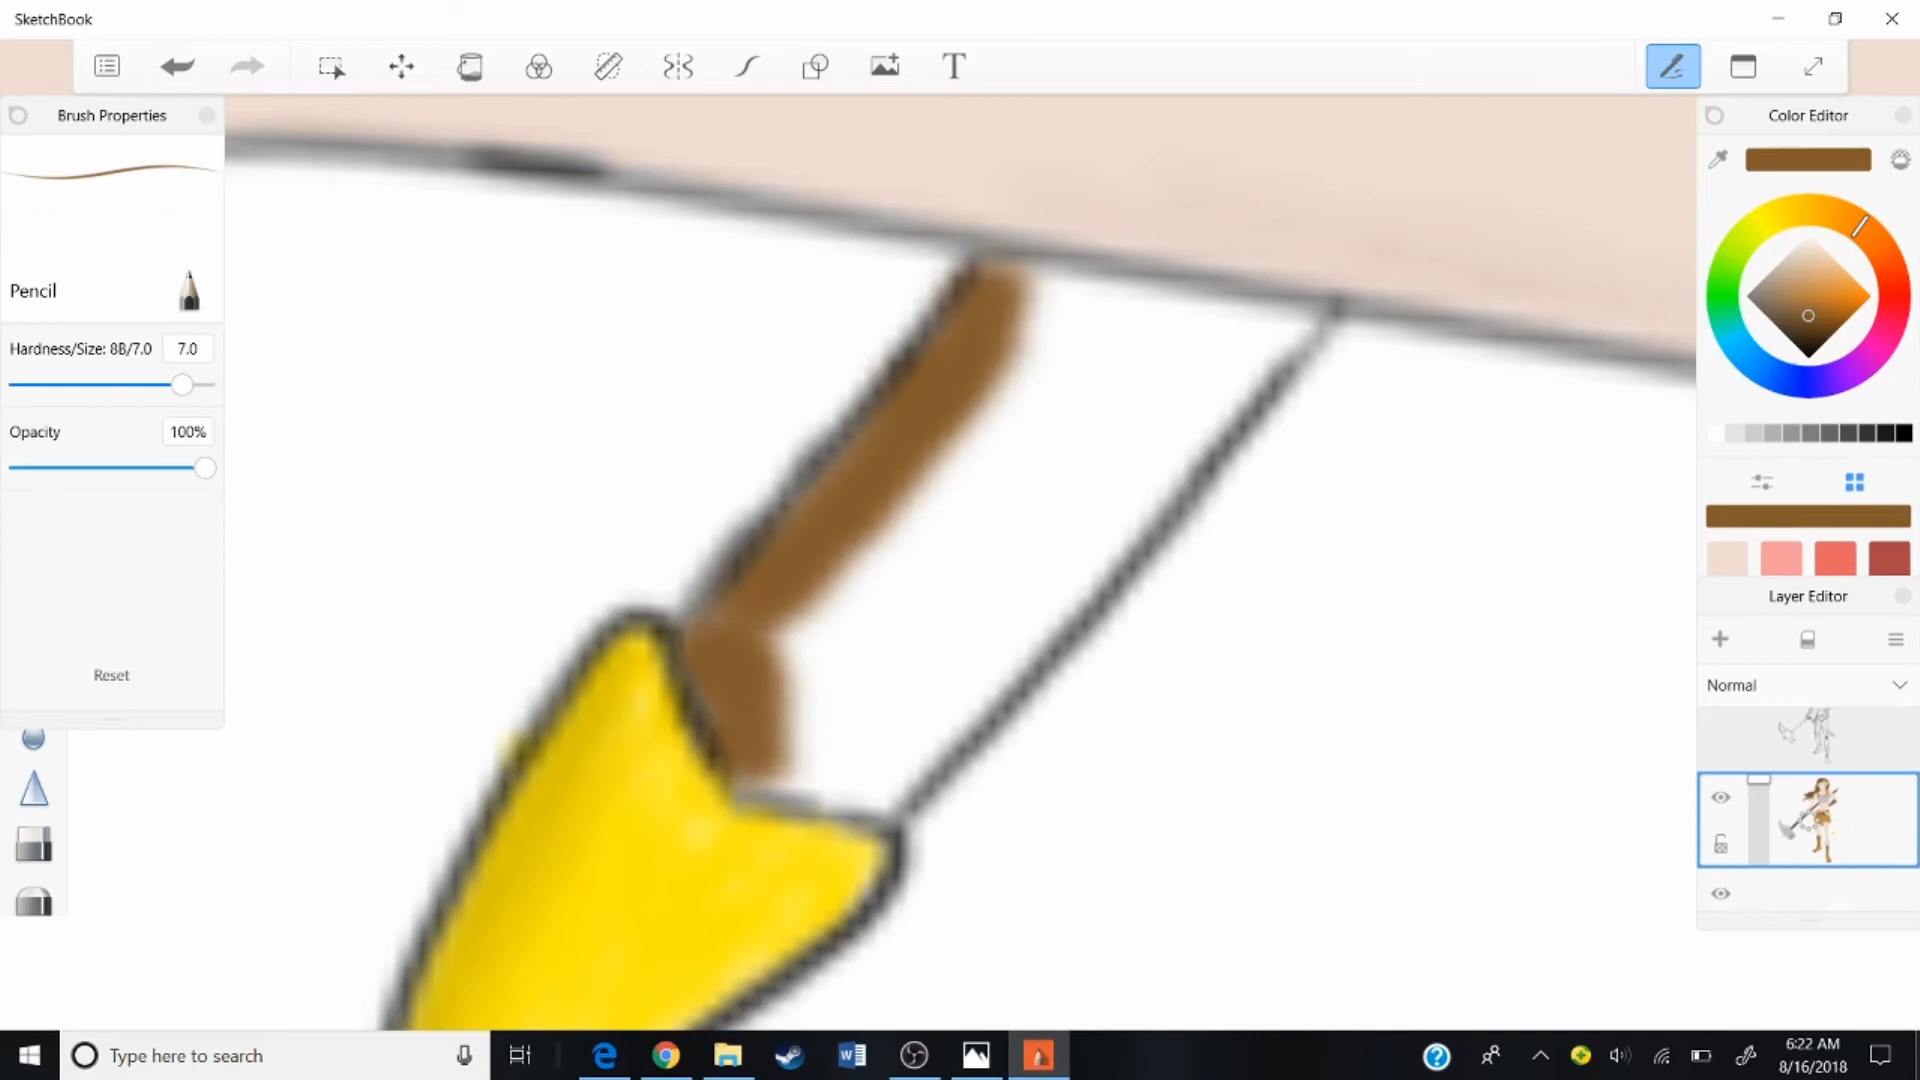 SketchBook
T
Brush Properties
Color Editor
Pencil
Hardness/Size: 8B/7.0 7.0
Opacity 100%
Reset
Layer Editor
Normal
Type here to search
6:22 AM
8/16/2018